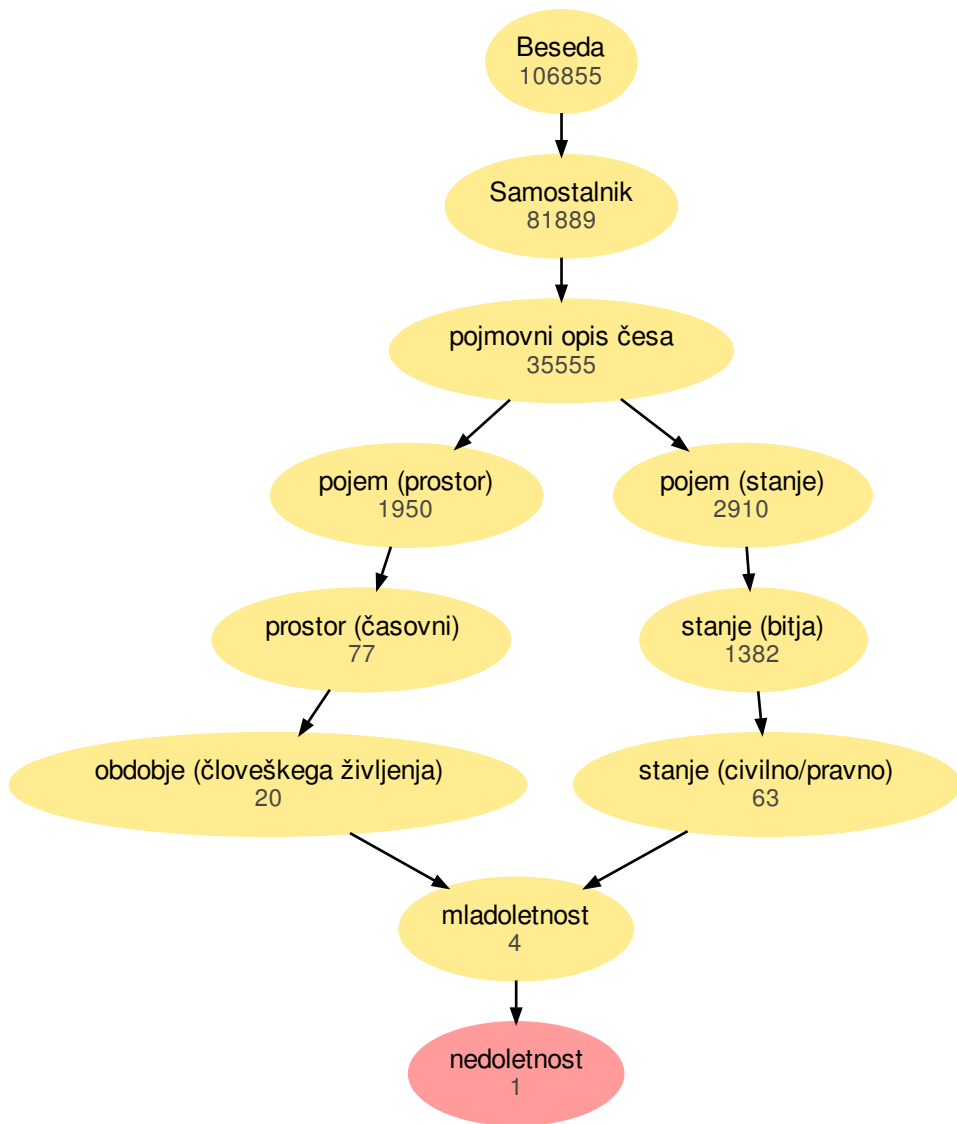 Beseda
106855
Samostalnik
81889
pojmovni opis česa
35555
pojem (prostor)
1950
pojem (stanje)
2910
prostor (časovni)
77
stanje (bitja)
1382
obdobje (človeškega življenja)
20
stanje (civilno/pravno)
63
mladoletnost
4
nedoletnost
1